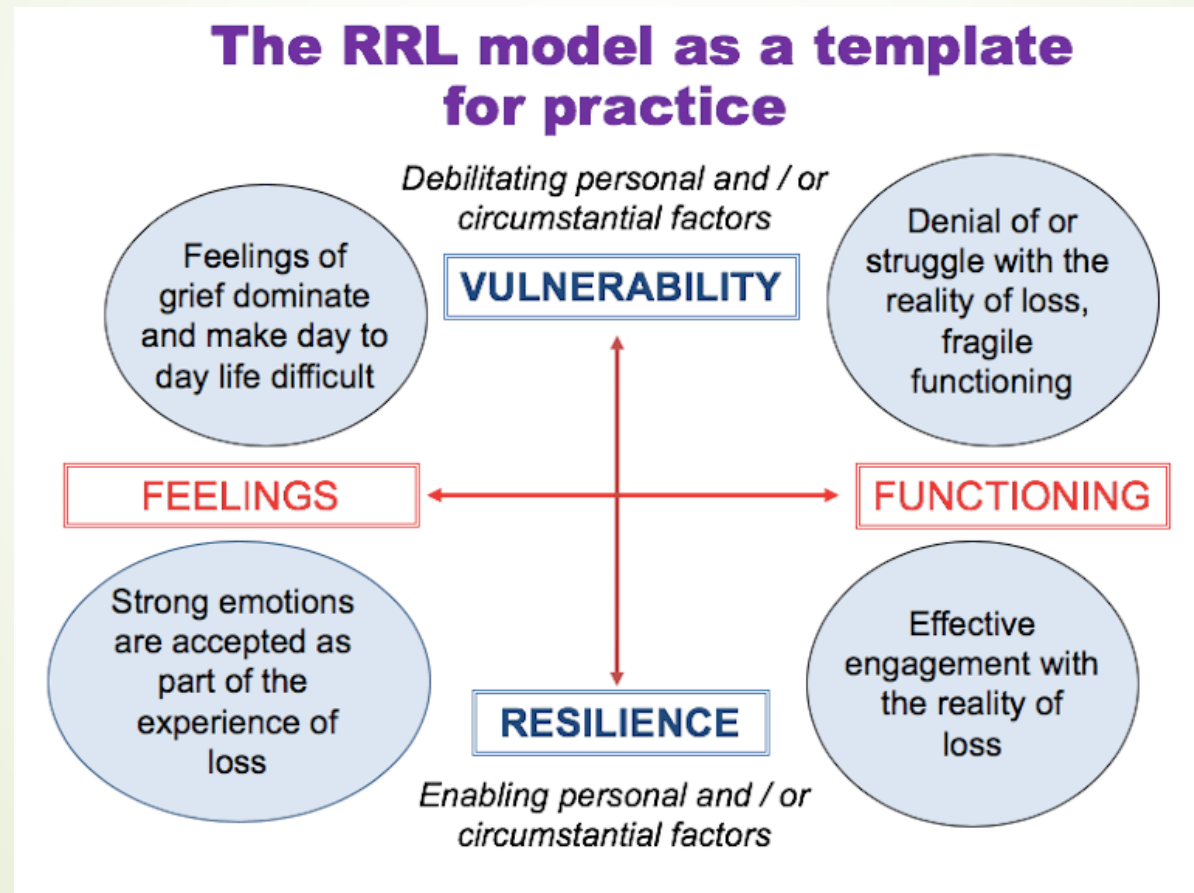 The RRL model as a template
for practice
Debilitating personal and / or
circumstantial factors
Feelings of
grief dominate
and make day to
day life difficult
VULNERABILITY
Denial of or
struggle with the
reality of loss,
fragile
functioning
FEELINGS
FUNCTIONING
Strong emotions
are accepted as
part of the
experience of
loss
RESILIENCE
Effective
engagement with
the reality of
loss
Enabling personal and / or
circumstantial factors